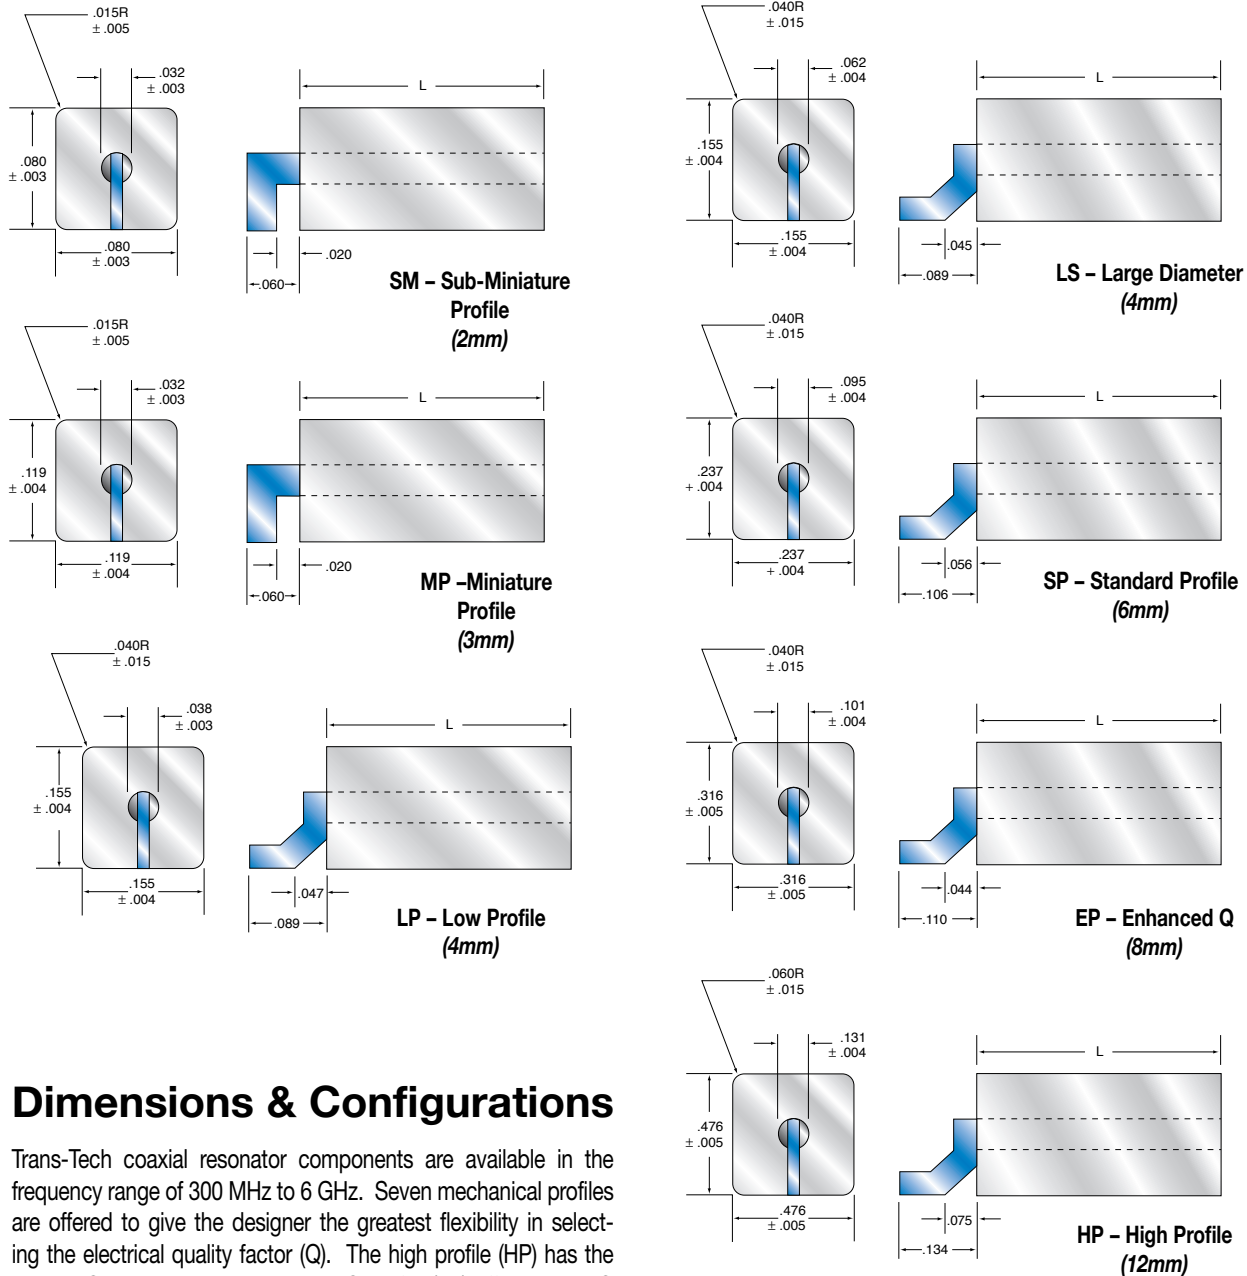 .015R
± .005
.032
± .003
L
.080
± .003
.080
± .003
.020
.060
SM – Sub-Miniature
Profile
(2mm)
.015R
± .005
.032
± .003
L
.119
± .004
.119
± .004
.020
.060
MP –Miniature
Profile
(3mm)
.040R
± .015
.038
± .003
L
.155
± .004
.155
± .004
.047
.089
LP – Low Profile
(4mm)
Dimensions & Configurations
Trans-Tech coaxial resonator components are available in the
frequency range of 300 MHz to 6 GHz. Seven mechanical profiles
are offered to give the designer the greatest flexibility in select-
ing the electrical quality factor (Q). The high profile (HP) has the
.040R
± .015
.062
± .004
L
.155
± .004
.155
± .004
.045
.089
LS – Large Diameter
(4mm)
.040R
± .015
.095
± .004
L
.237
+ .004
.237
+ .004
.056
.106
SP – Standard Profile
(6mm)
.040R
± .015
.101
± .004
L
.316
± .005
.316
± .005
.044
.110
EP – Enhanced Q
(8mm)
.060R
± .015
.131
± .004
L
.476
± .005
.476
± .005
.075
.134
HP – High Profile
(12mm)